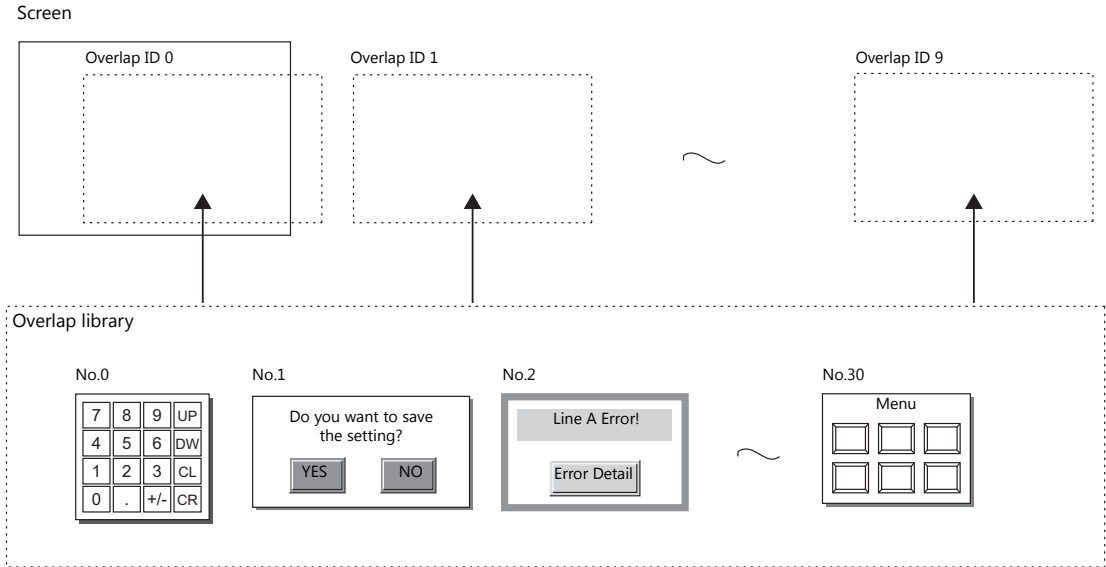 Screen
Overlap ID 0
Overlap ID 1
Overlap ID 9
Overlap library
No.0
No.1
No.2
No.30
7 8 9 UP
4 5 6 DW
1 2 3 CL
0 . +/- CR
Do you want to save
the setting?
YES NO
Line A Error!
Error Detail
Menu